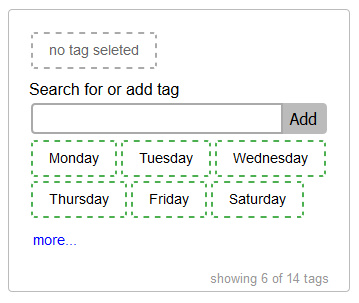 no tag seleted
Search for or add tag
Add
Monday Tuesday Wednesday
Thursday Friday Saturday
more...
showing 6 of 14 tags